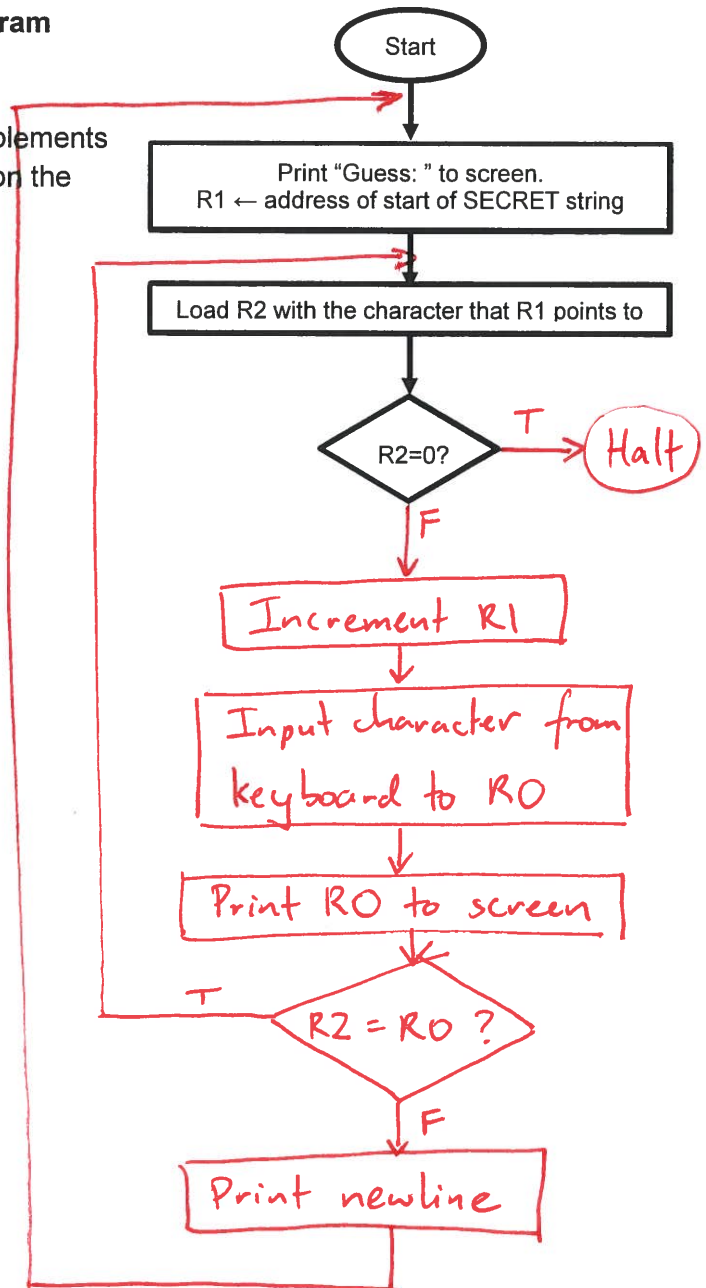 ram
Start
plements
on the
Print “Guess: ” to screen.
R1 ← address of start of SECRET string
Load R2 with the character that R1 points to
R2=0?
T
Halt
F
Increment R1
Input character from
keyboard to R0
Print R0 to screen
T
R2 = R0 ?
F
Print newline